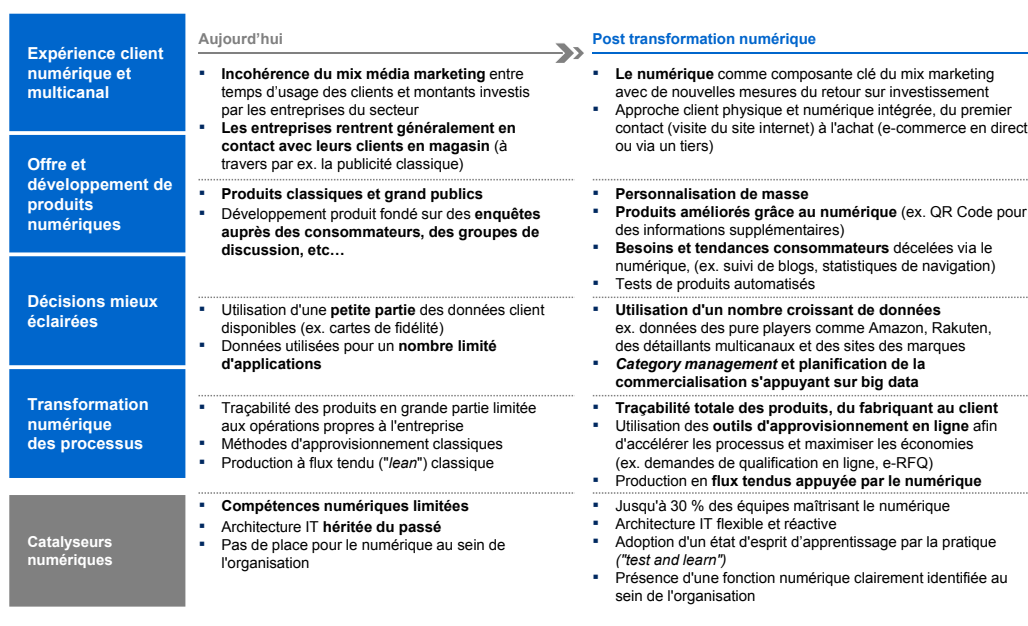 Aujourd’hui
Post transformation numérique
Expérience client
numérique et
multicanal
▪ Incohérence du mix média marketing entre
temps d’usage des clients et montants investis
par les entreprises du secteur
▪ Les entreprises rentrent généralement en
contact avec leurs clients en magasin (à
travers par ex. la publicité classique)
▪ Le numérique comme composante clé du mix marketing
avec de nouvelles mesures du retour sur investissement
▪ Approche client physique et numérique intégrée, du premier
contact (visite du site internet) à l'achat (e-commerce en direct
ou via un tiers)
Offre et
développement de
produits
numériques
▪ Produits classiques et grand publics
▪ Développement produit fondé sur des enquêtes
auprès des consommateurs, des groupes de
discussion, etc…
▪ Personnalisation de masse
▪ Produits améliorés grâce au numérique (ex. QR Code pour
des informations supplémentaires)
▪ Besoins et tendances consommateurs décelées via le
numérique, (ex. suivi de blogs, statistiques de navigation)
▪ Tests de produits automatisés
Décisions mieux
éclairées
▪ Utilisation d'une petite partie des données client
disponibles (ex. cartes de fidélité)
▪ Données utilisées pour un nombre limité
d'applications
▪ Utilisation d'un nombre croissant de données
ex. données des pure players comme Amazon, Rakuten,
des détaillants multicanaux et des sites des marques
▪ Category management et planification de la
commercialisation s'appuyant sur big data
Transformation
numérique
des processus
▪ Traçabilité des produits en grande partie limitée
aux opérations propres à l'entreprise
▪ Méthodes d'approvisionnement classiques
▪ Production à flux tendu ("lean") classique
▪ Traçabilité totale des produits, du fabriquant au client
▪ Utilisation des outils d'approvisionnement en ligne afin
d'accélérer les processus et maximiser les économies
(ex. demandes de qualification en ligne, e-RFQ)
▪ Production en flux tendus appuyée par le numérique
Catalyseurs
numériques
▪ Compétences numériques limitées
▪ Architecture IT héritée du passé
▪ Pas de place pour le numérique au sein de
l'organisation
▪ Jusqu'à 30 % des équipes maîtrisant le numérique
▪ Architecture IT flexible et réactive
▪ Adoption d'un état d'esprit d’apprentissage par la pratique
("test and learn")
▪ Présence d'une fonction numérique clairement identifiée au
sein de l'organisation